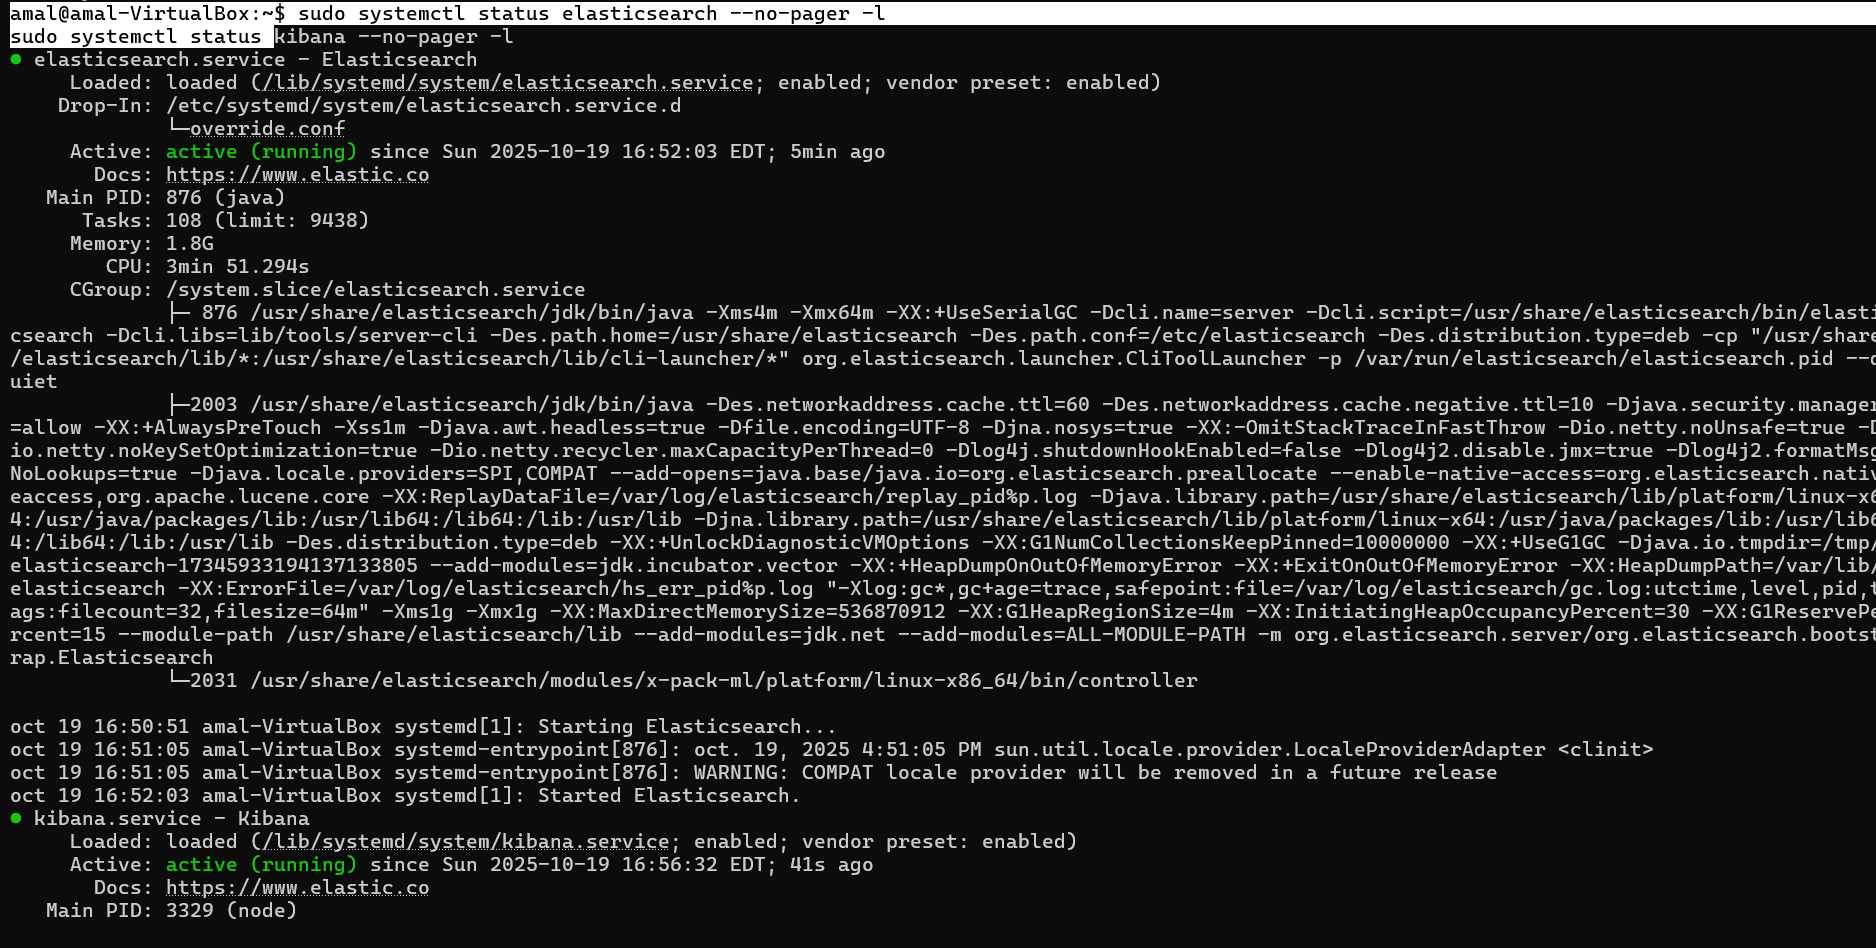 amal@amal-VirtualBox:~$ sudo systemctl status elasticsearch --no-pager -l
sudo systemctl status kibana --no-pager -l
● elasticsearch.service - Elasticsearch
     Loaded: loaded (/lib/systemd/system/elasticsearch.service; enabled; vendor preset: enabled)
    Drop-In: /etc/systemd/system/elasticsearch.service.d
             └─override.conf
     Active: active (running) since Sun 2025-10-19 16:52:03 EDT; 5min ago
       Docs: https://www.elastic.co
   Main PID: 876 (java)
      Tasks: 108 (limit: 9438)
     Memory: 1.8G
        CPU: 3min 51.294s
     CGroup: /system.slice/elasticsearch.service
             ├─ 876 /usr/share/elasticsearch/jdk/bin/java -Xms4m -Xmx64m -XX:+UseSerialGC -Dcli.name=server -Dcli.script=/usr/share/elasticsearch/bin/elasti
csearch -Dcli.libs=lib/tools/server-cli -Des.path.home=/usr/share/elasticsearch -Des.path.conf=/etc/elasticsearch -Des.distribution.type=deb -cp "/usr/share
/elasticsearch/lib/*:/usr/share/elasticsearch/lib/cli-launcher/*" org.elasticsearch.launcher.CliToolLauncher -p /var/run/elasticsearch/elasticsearch.pid --q
uiet
             ├─2003 /usr/share/elasticsearch/jdk/bin/java -Des.networkaddress.cache.ttl=60 -Des.networkaddress.cache.negative.ttl=10 -Djava.security.manager
=allow -XX:+AlwaysPreTouch -Xss1m -Djava.awt.headless=true -Dfile.encoding=UTF-8 -Djna.nosys=true -XX:-OmitStackTraceInFastThrow -Dio.netty.noUnsafe=true -D
io.netty.noKeySetOptimization=true -Dio.netty.recycler.maxCapacityPerThread=0 -Dlog4j.shutdownHookEnabled=false -Dlog4j2.disable.jmx=true -Dlog4j2.formatMsg
NoLookups=true -Djava.locale.providers=SPI,COMPAT --add-opens=java.base/java.io=org.elasticsearch.preallocate --enable-native-access=org.elasticsearch.nativ
eaccess,org.apache.lucene.core -XX:ReplayDataFile=/var/log/elasticsearch/replay_pid%p.log -Djava.library.path=/usr/share/elasticsearch/lib/platform/linux-x6
4:/usr/java/packages/lib:/usr/lib64:/lib64:/lib:/usr/lib -Djna.library.path=/usr/share/elasticsearch/lib/platform/linux-x64:/usr/java/packages/lib:/usr/lib6
4:/lib64:/lib:/usr/lib -Des.distribution.type=deb -XX:+UnlockDiagnosticVMOptions -XX:G1NumCollectionsKeepPinned=10000000 -XX:+UseG1GC -Djava.io.tmpdir=/tmp/
elasticsearch-17345933194137133805 --add-modules=jdk.incubator.vector -XX:+HeapDumpOnOutOfMemoryError -XX:+ExitOnOutOfMemoryError -XX:HeapDumpPath=/var/lib/
elasticsearch -XX:ErrorFile=/var/log/elasticsearch/hs_err_pid%p.log "-Xlog:gc*,gc+age=trace,safepoint:file=/var/log/elasticsearch/gc.log:utctime,level,pid,t
ags:filecount=32,filesize=64m" -Xms1g -Xmx1g -XX:MaxDirectMemorySize=536870912 -XX:G1HeapRegionSize=4m -XX:InitiatingHeapOccupancyPercent=30 -XX:G1ReservePe
rcent=15 --module-path /usr/share/elasticsearch/lib --add-modules=jdk.net --add-modules=ALL-MODULE-PATH -m org.elasticsearch.server/org.elasticsearch.bootst
rap.Elasticsearch
             └─2031 /usr/share/elasticsearch/modules/x-pack-ml/platform/linux-x86_64/bin/controller
oct 19 16:50:51 amal-VirtualBox systemd[1]: Starting Elasticsearch...
oct 19 16:51:05 amal-VirtualBox systemd-entrypoint[876]: oct. 19, 2025 4:51:05 PM sun.util.locale.provider.LocaleProviderAdapter <clinit>
oct 19 16:51:05 amal-VirtualBox systemd-entrypoint[876]: WARNING: COMPAT locale provider will be removed in a future release
oct 19 16:52:03 amal-VirtualBox systemd[1]: Started Elasticsearch.
● kibana.service - Kibana
     Loaded: loaded (/lib/systemd/system/kibana.service; enabled; vendor preset: enabled)
     Active: active (running) since Sun 2025-10-19 16:56:32 EDT; 41s ago
       Docs: https://www.elastic.co
   Main PID: 3329 (node)